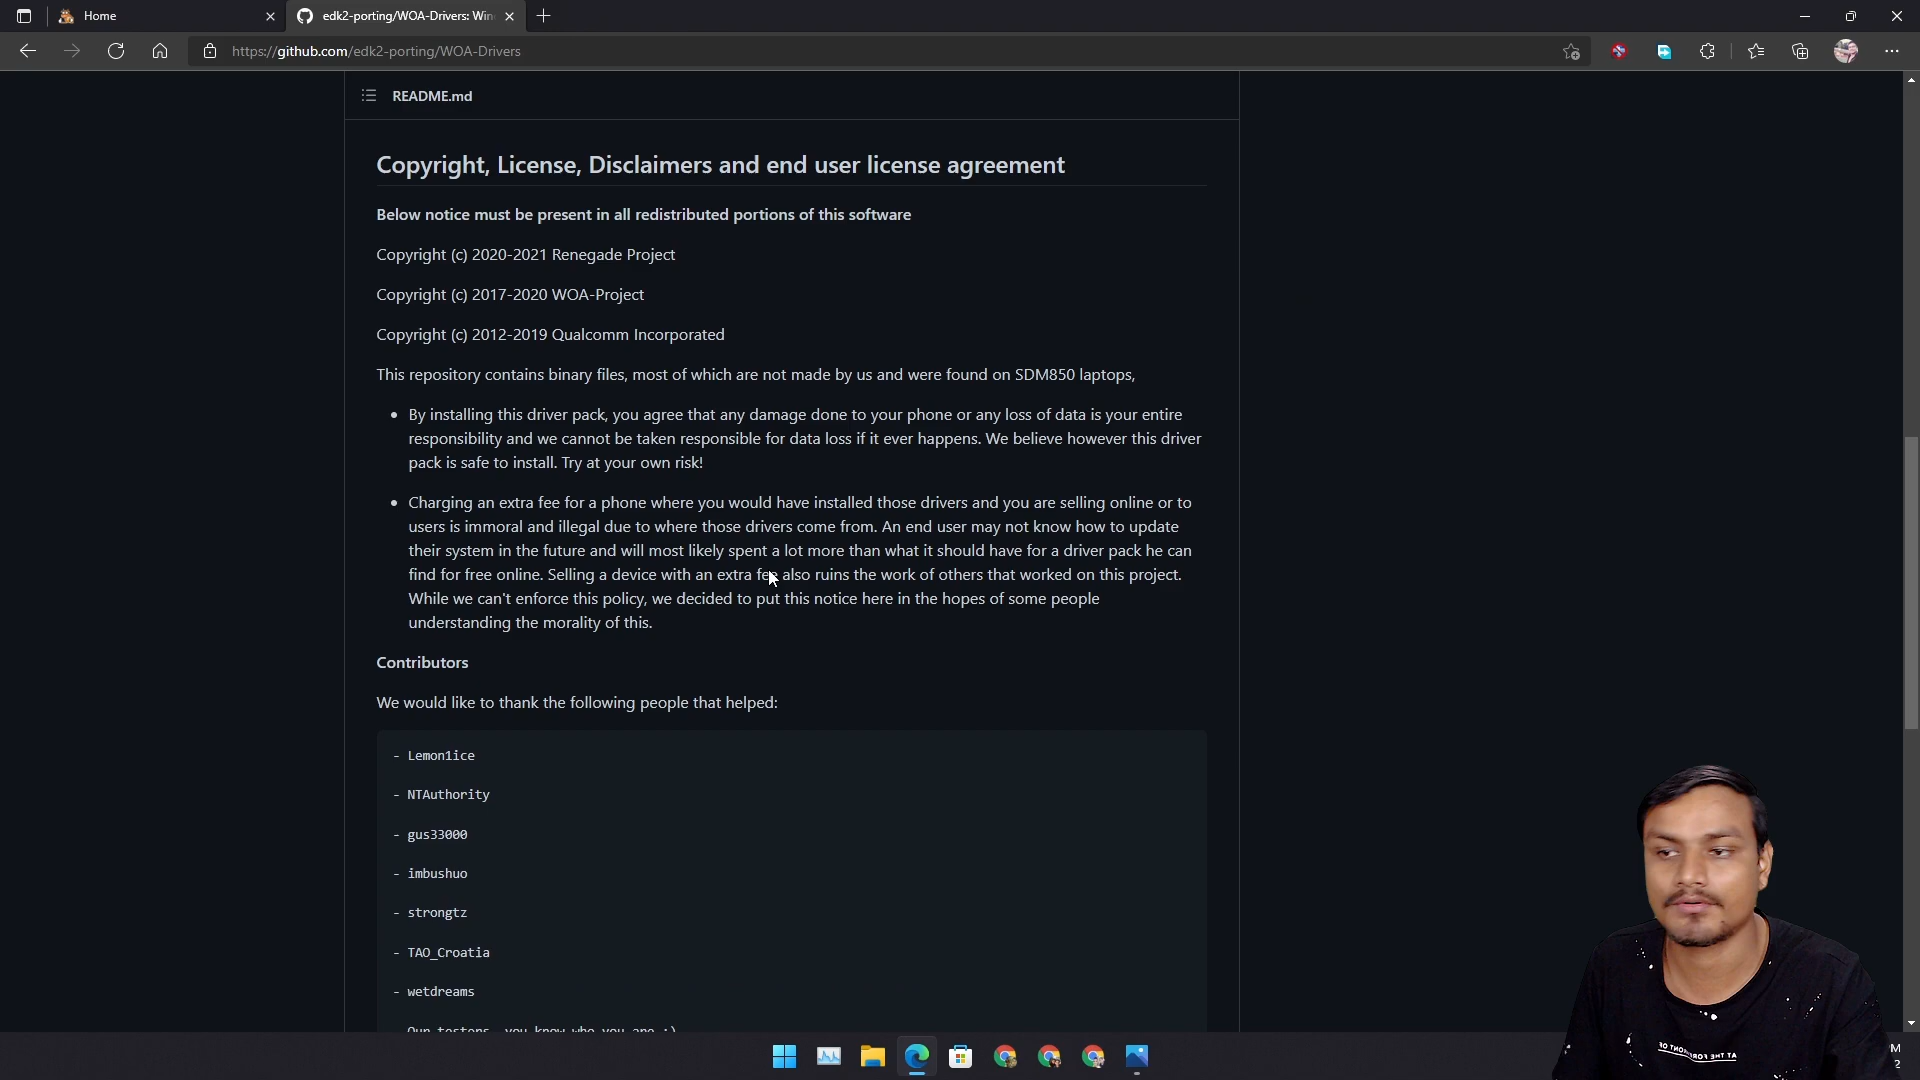 Home
edk2-porting/WOA-Drivers: Win
https://github.com/edk2-porting/WOA-Drivers
README.md
Copyright, License, Disclaimers and end user license agreement
Below notice must be present in all redistributed portions of this software
Copyright (c) 2020-2021 Renegade Project
Copyright (c) 2017-2020 WOA-Project
Copyright (c) 2012-2019 Qualcomm Incorporated
This repository contains binary files, most of which are not made by us and were found on SDM850 laptops,
• By installing this driver pack, you agree that any damage done to your phone or any loss of data is your entire
responsibility and we cannot be taken responsible for data loss if it ever happens. We believe however this driver
pack is safe to install. Try at your own risk!
• Charging an extra fee for a phone where you would have installed those drivers and you are selling online or to
users is immoral and illegal due to where those drivers come from. An end user may not know how to update
their system in the future and will most likely spent a lot more than what it should have for a driver pack he can
find for free online. Selling a device with an extra fee also ruins the work of others that worked on this project.
While we can't enforce this policy, we decided to put this notice here in the hopes of some people
understanding the morality of this.
Contributors
We would like to thank the following people that helped:
- Lemon1ice
- NTAuthority
- gus33000
- imbushuo
- strongtz
- TAO_Croatia
- wetdreams
Our testers, you know who you are :)
M
2